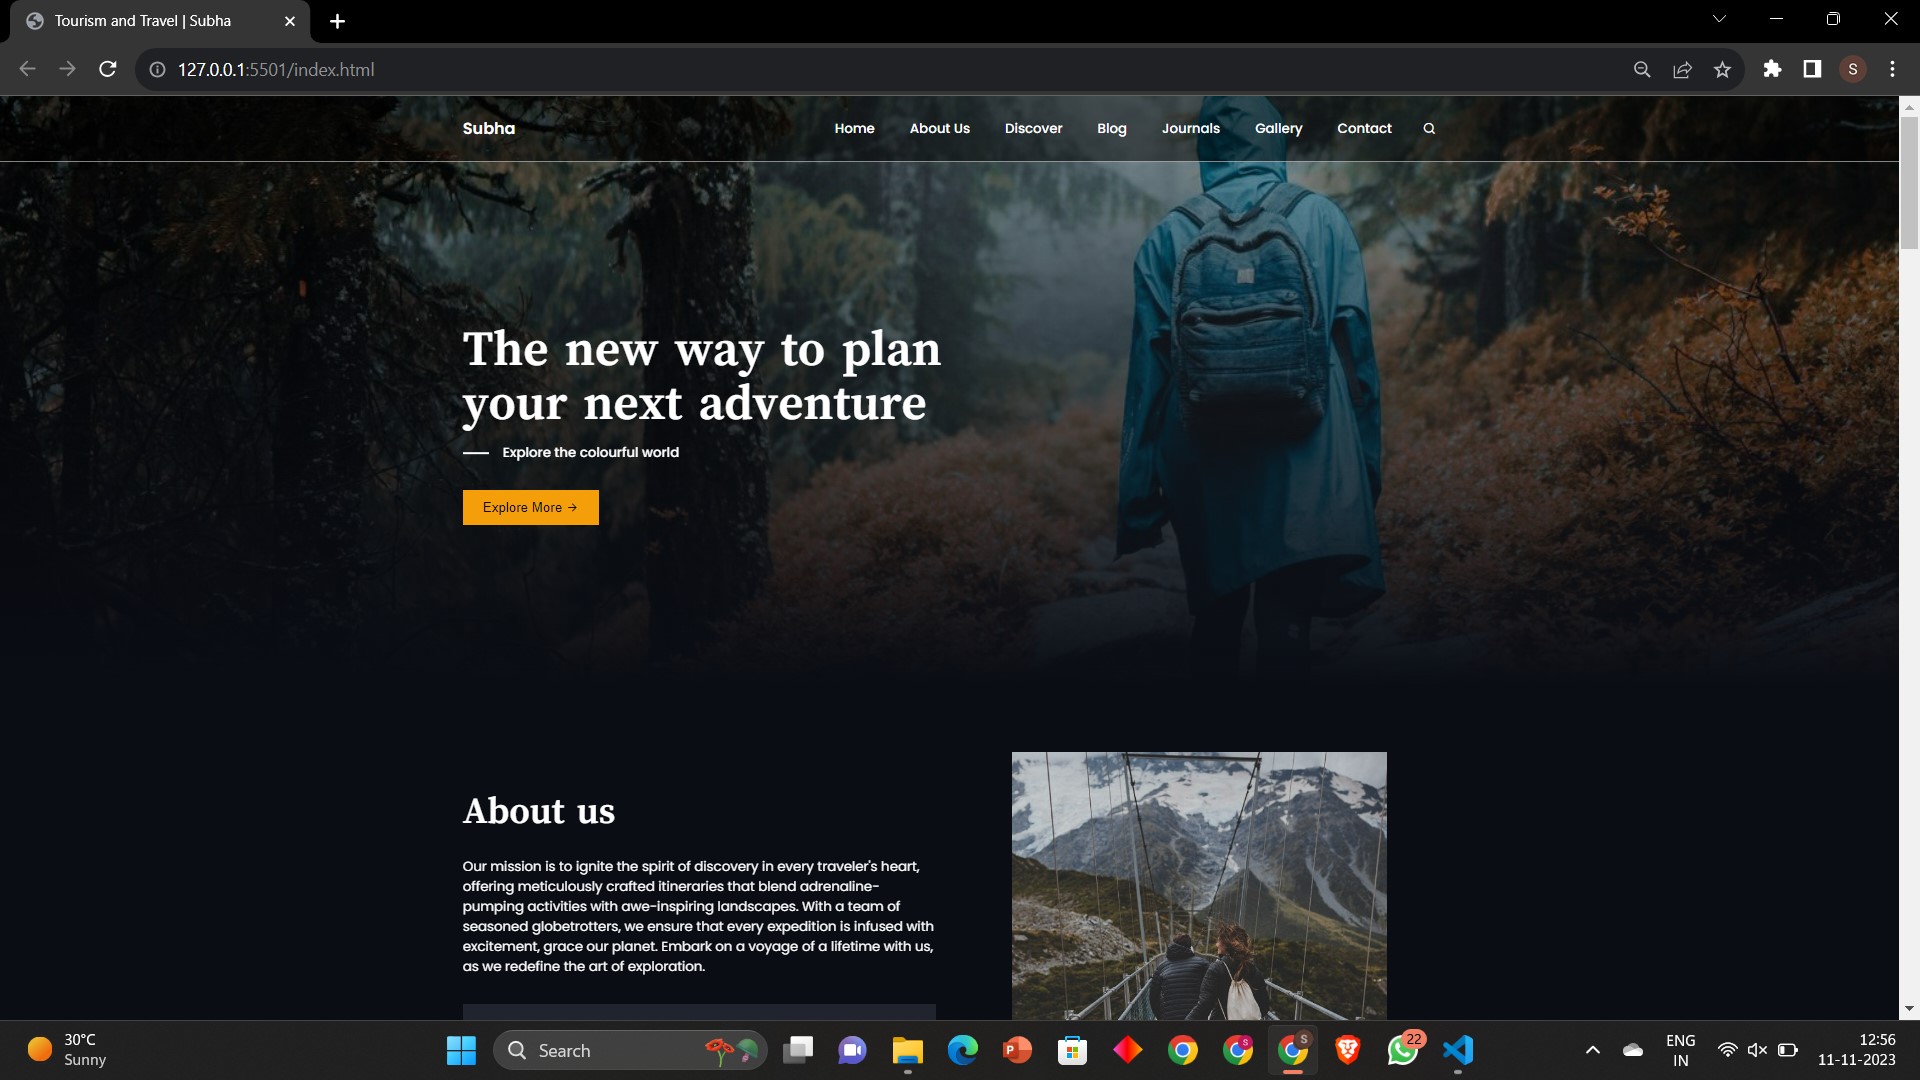 Tourism and Travel | Subha
127.0.0.1:5501/index.html
S
Subha
Home About Us Discover Blog Journals Gallery Contact
The new way to plan
your next adventure
Explore the colourful world
Explore More →
About us
Our mission is to ignite the spirit of discovery in every traveler's heart,
offering meticulously crafted itineraries that blend adrenaline-
pumping activities with awe-inspiring landscapes. With a team of
seasoned globetrotters, we ensure that every expedition is infused with
excitement, grace our planet. Embark on a voyage of a lifetime with us,
as we redefine the art of exploration.
30°C
Sunny
Search
P
S
S
22
ENG
IN
12:56
11-11-2023